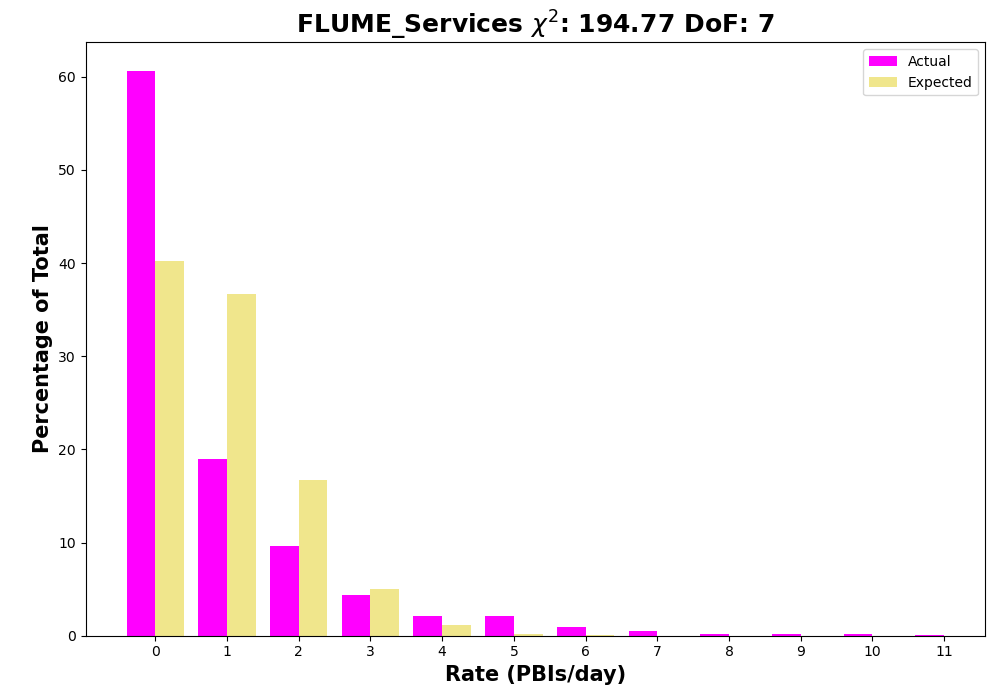 FLUME_Services χ²: 194.77 DoF: 7
Actual
Expected
Percentage of Total
60
50
40
30
20
10
0
0 1 2 3 4 5 6 7 8 9 10 11
Rate (PBIs/day)